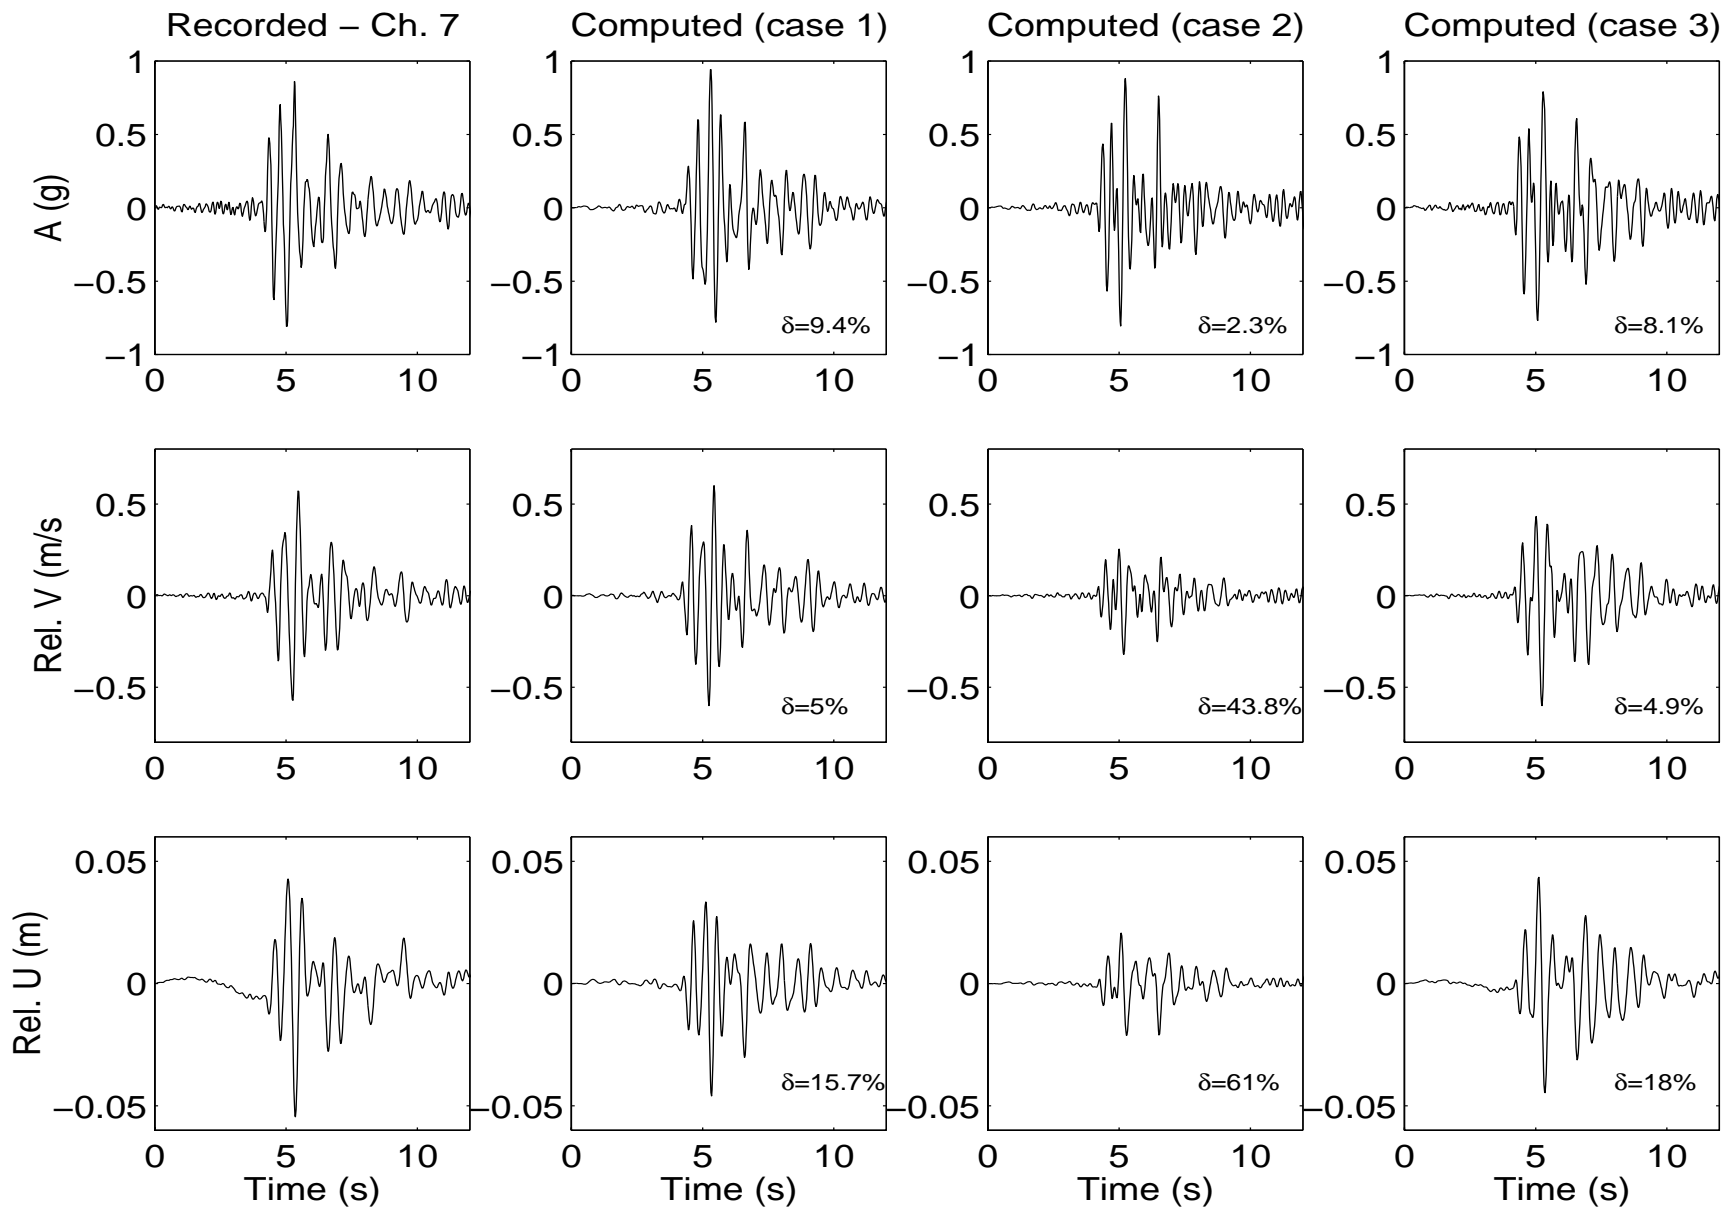 Recorded – Ch. 7
Computed (case 1)
Computed (case 2)
Computed (case 3)
A (g)
1
0.5
0
−0.5
−1
0 5 10
1
0.5
0
−0.5
−1
0 5 10
δ=9.4%
1
0.5
0
−0.5
−1
0 5 10
δ=2.3%
1
0.5
0
−0.5
−1
0 5 10
δ=8.1%
Rel. V (m/s
0.5
0
−0.5
0 5 10
0.5
0
−0.5
0 5 10
δ=5%
0.5
0
−0.5
0 5 10
δ=43.8%
0.5
0
−0.5
0 5 10
δ=4.9%
Rel. U (m)
0.05
0
−0.05
0 5 10
Time (s)
0.05
0
−0.05
0 5 10
δ=15.7%
Time (s)
0.05
0
−0.05
0 5 10
δ=61%
Time (s)
0.05
0
−0.05
0 5 10
δ=18%
Time (s)